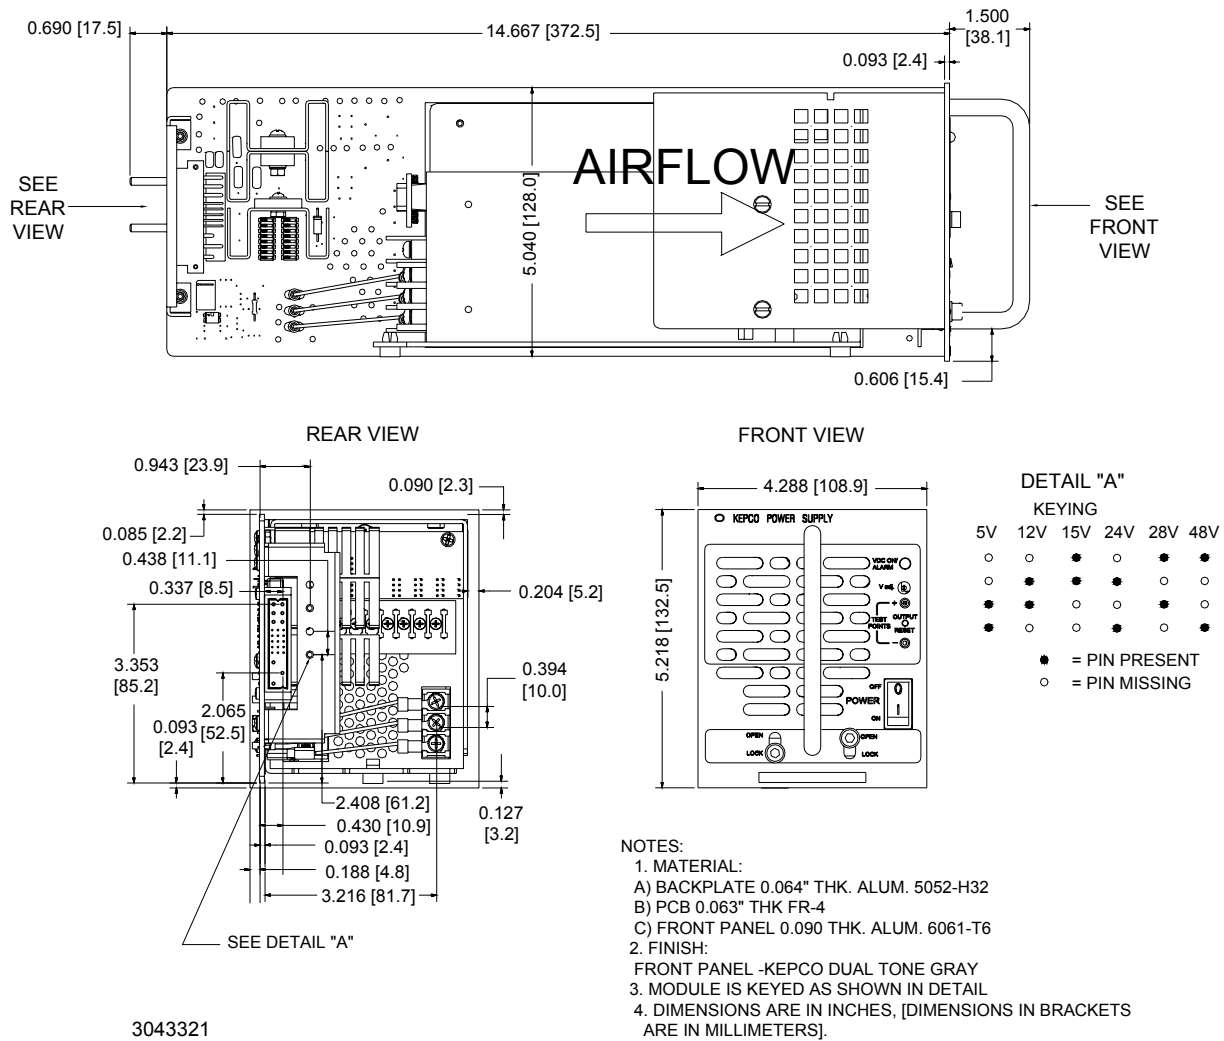 0.690 [17.5]
14.667 [372.5]
1.500
[38.1]
0.093 [2.4]
AIRFLOW
SEE
REAR
VIEW
5.040 [128.0]
SEE
FRONT
VIEW
0.606 [15.4]
REAR VIEW
0.943 [23.9]
0.090 [2.3]
0.085 [2.2]
0.438 [11.1]
0.337 [8.5]
0.204 [5.2]
3.353
[85.2]
0.394
[10.0]
2.065
[52.5]
0.093
[2.4]
2.408 [61.2]
0.430 [10.9]
0.093 [2.4]
0.188 [4.8]
3.216 [81.7]
0.127
[3.2]
SEE DETAIL "A"
FRONT VIEW
4.288 [108.9]
5.218 [132.5]
KEPCO POWER SUPPLY
VDC ON/
ALARM
V adj.
+
TEST
POINTS
OUTPUT
RESET
-
OFF
POWER
ON
OPEN
LOCK
OPEN
LOCK
DETAIL "A"
KEYING
5V 12V 15V 24V 28V 48V
= PIN PRESENT
= PIN MISSING
NOTES:
1. MATERIAL:
A) BACKPLATE 0.064" THK. ALUM. 5052-H32
B) PCB 0.063" THK FR-4
C) FRONT PANEL 0.090 THK. ALUM. 6061-T6
2. FINISH:
FRONT PANEL -KEPCO DUAL TONE GRAY
3. MODULE IS KEYED AS SHOWN IN DETAIL
4. DIMENSIONS ARE IN INCHES, [DIMENSIONS IN BRACKETS
ARE IN MILLIMETERS].
3043321